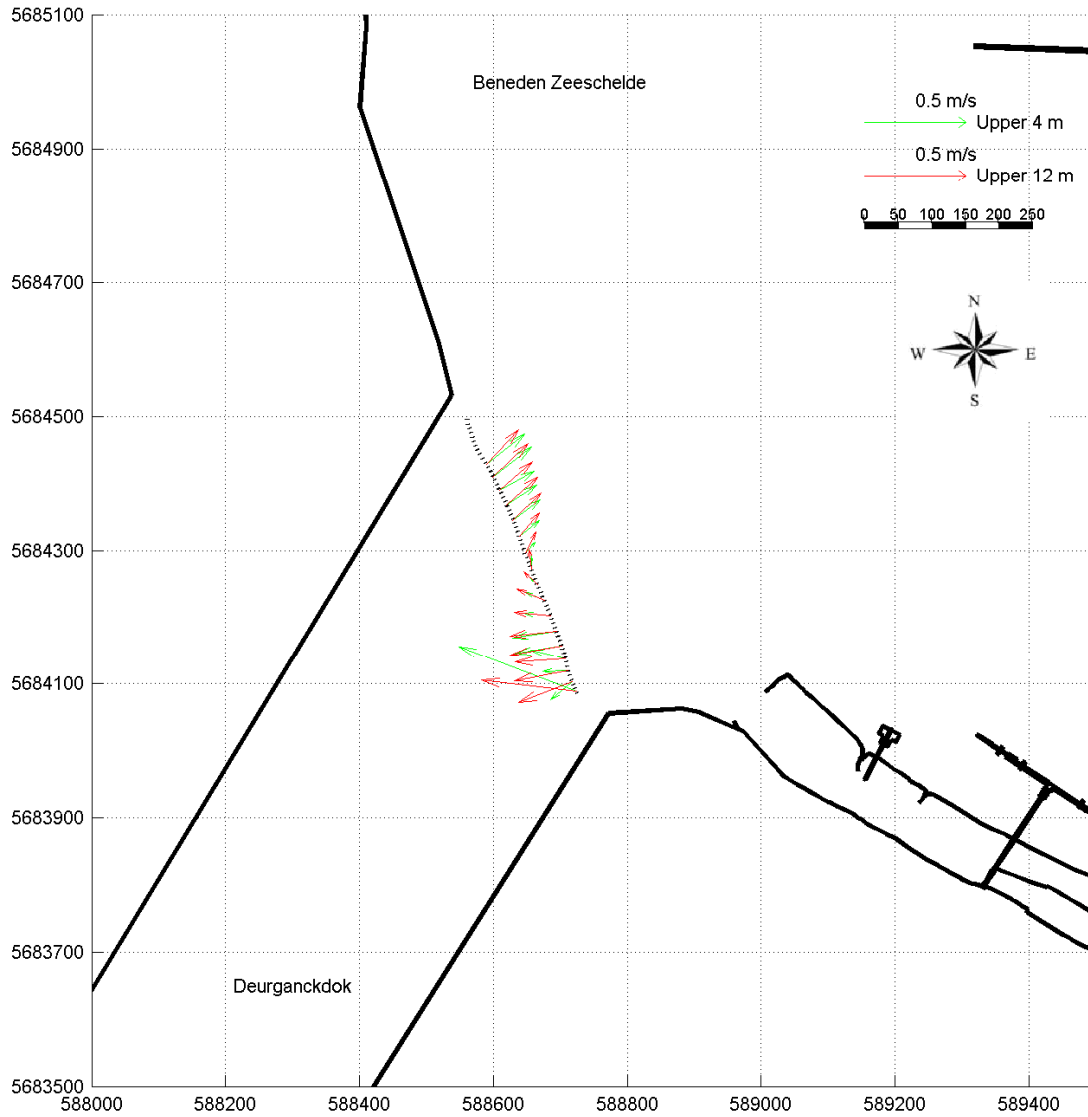 5685100
Beneden Zeeschelde
0.5 m/s
Upper 4 m
5684900
0.5 m/s
Upper 12 m
0 50 100 150 200 250
5684700
N
W E
S
5684500
5684300
5684100
5683900
5683700
Deurganckdok
5683500
588000 588200 588400 588600 588800 589000 589200 589400